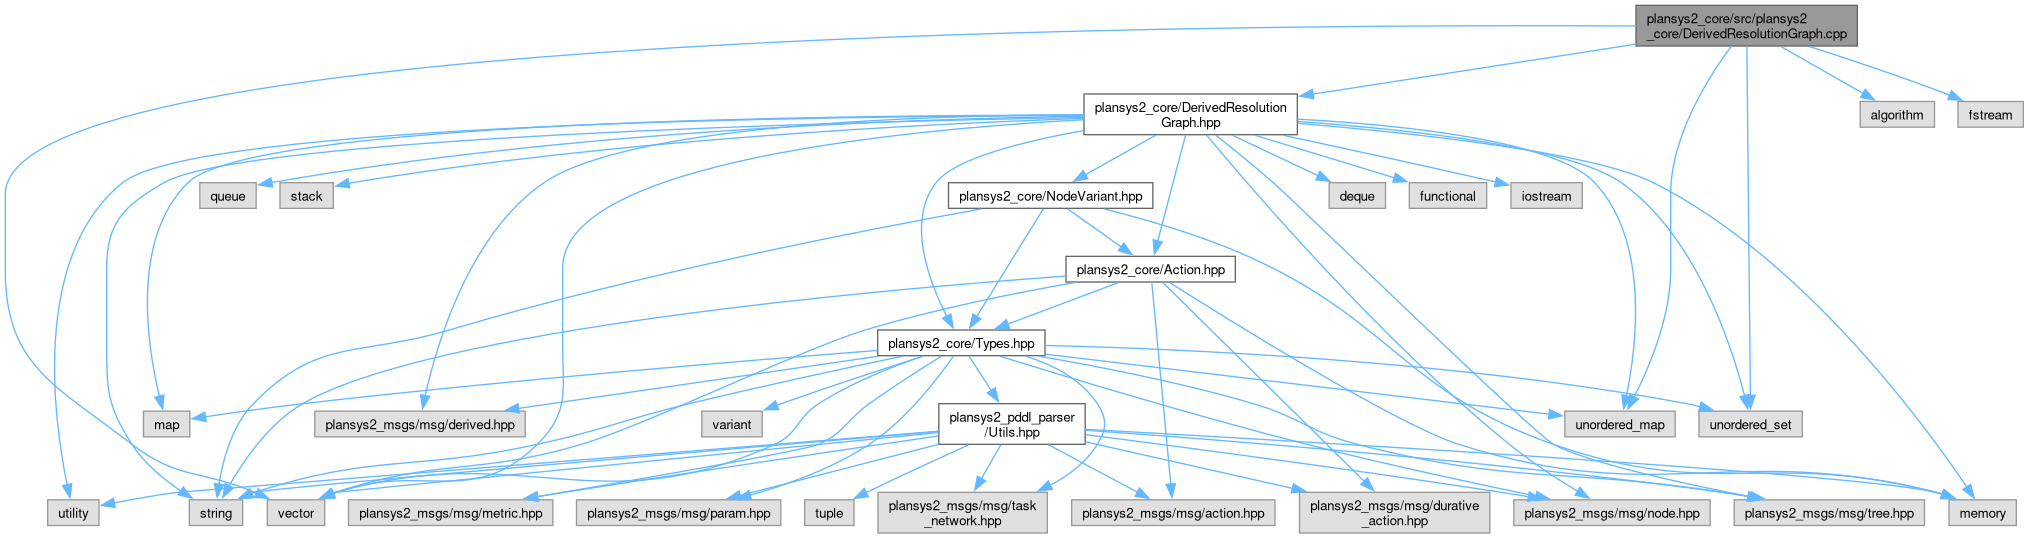 plansys2_core/src/plansys2
_core/DerivedResolutionGraph.cpp
plansys2_core/DerivedResolution
Graph.hpp
algorithm
fstream
queue
stack
plansys2_core/NodeVariant.hpp
deque
functional
iostream
plansys2_core/Action.hpp
plansys2_core/Types.hpp
map
plansys2_msgs/msg/derived.hpp
variant
plansys2_pddl_parser
/Utils.hpp
unordered_map
unordered_set
utility
string
vector
plansys2_msgs/msg/metric.hpp
plansys2_msgs/msg/param.hpp
tuple
plansys2_msgs/msg/task
_network.hpp
plansys2_msgs/msg/action.hpp
plansys2_msgs/msg/durative
_action.hpp
plansys2_msgs/msg/node.hpp
plansys2_msgs/msg/tree.hpp
memory